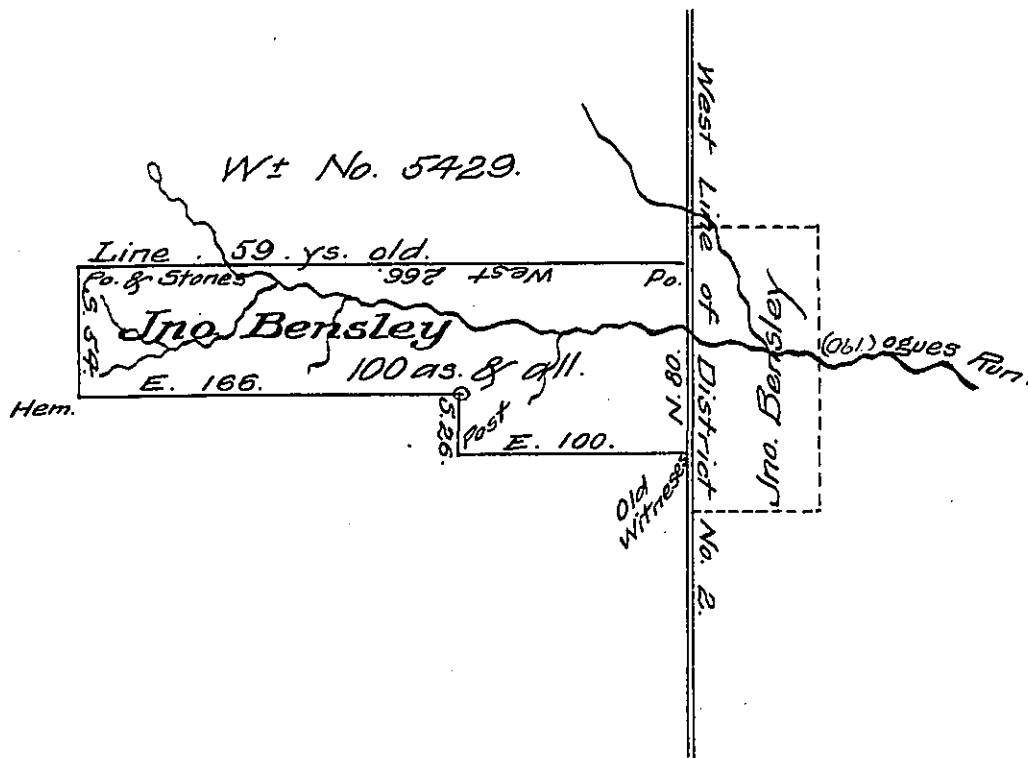 Wt No. 5429.
Line . 59 . ys. old.
West 266.
Po. & Stones
Po.
S 54.
Jno. Bensley
100 as. & all.
E. 166.
Hem.
S. 26.
Post
E. 100.
N. 80
Old
Witnesses
West Line of District No. 2.
Jno. Bensley
(Obl.) ogues Run.